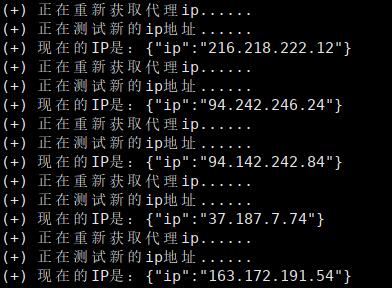 (+) 正在重新获取代理ip......
(+) 正在测试新的ip地址......
(+) 现在的IP是: {"ip":"216.218.222.12"}
(+) 正在重新获取代理ip......
(+) 正在测试新的ip地址......
(+) 现在的IP是: {"ip":"94.242.246.24"}
(+) 正在重新获取代理ip......
(+) 正在测试新的ip地址......
(+) 现在的IP是: {"ip":"94.142.242.84"}
(+) 正在重新获取代理ip......
(+) 正在测试新的ip地址......
(+) 现在的IP是: {"ip":"37.187.7.74"}
(+) 正在重新获取代理ip......
(+) 正在测试新的ip地址......
(+) 现在的IP是: {"ip":"163.172.191.54"}